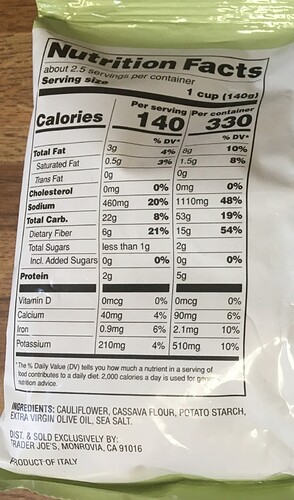 Nutrition Facts
about 2.5 servings per container
Serving size 1 cup (140g)
Per serving Per container
Calories 140 330
% DV* % DV*
Total Fat 3g 4% 8g 10%
Saturated Fat 0.5g 3% 1.5g 8%
Trans Fat 0g 0g
Cholesterol 0mg 0% 0mg 0%
Sodium 460mg 20% 1110mg 48%
Total Carb. 22g 8% 53g 19%
Dietary Fiber 6g 21% 15g 54%
Total Sugars less than 1g 2g
Incl. Added Sugars 0g 0% 0g 0%
Protein 2g 5g
Vitamin D 0mcg 0% 0mcg 0%
Calcium 40mg 4% 90mg 6%
Iron 0.9mg 6% 2.1mg 10%
Potassium 210mg 4% 510mg 10%
*The % Daily Value (DV) tells you how much a nutrient in a serving of
food contributes to a daily diet. 2,000 calories a day is used for
nutrition advice.
INGREDIENTS: CAULIFLOWER, CASSAVA FLOUR, POTATO STARCH,
EXTRA VIRGIN OLIVE OIL, SEA SALT.
DIST. & SOLD EXCLUSIVELY BY:
TRADER JOE'S, MONROVIA, CA 91016
PRODUCT OF ITALY